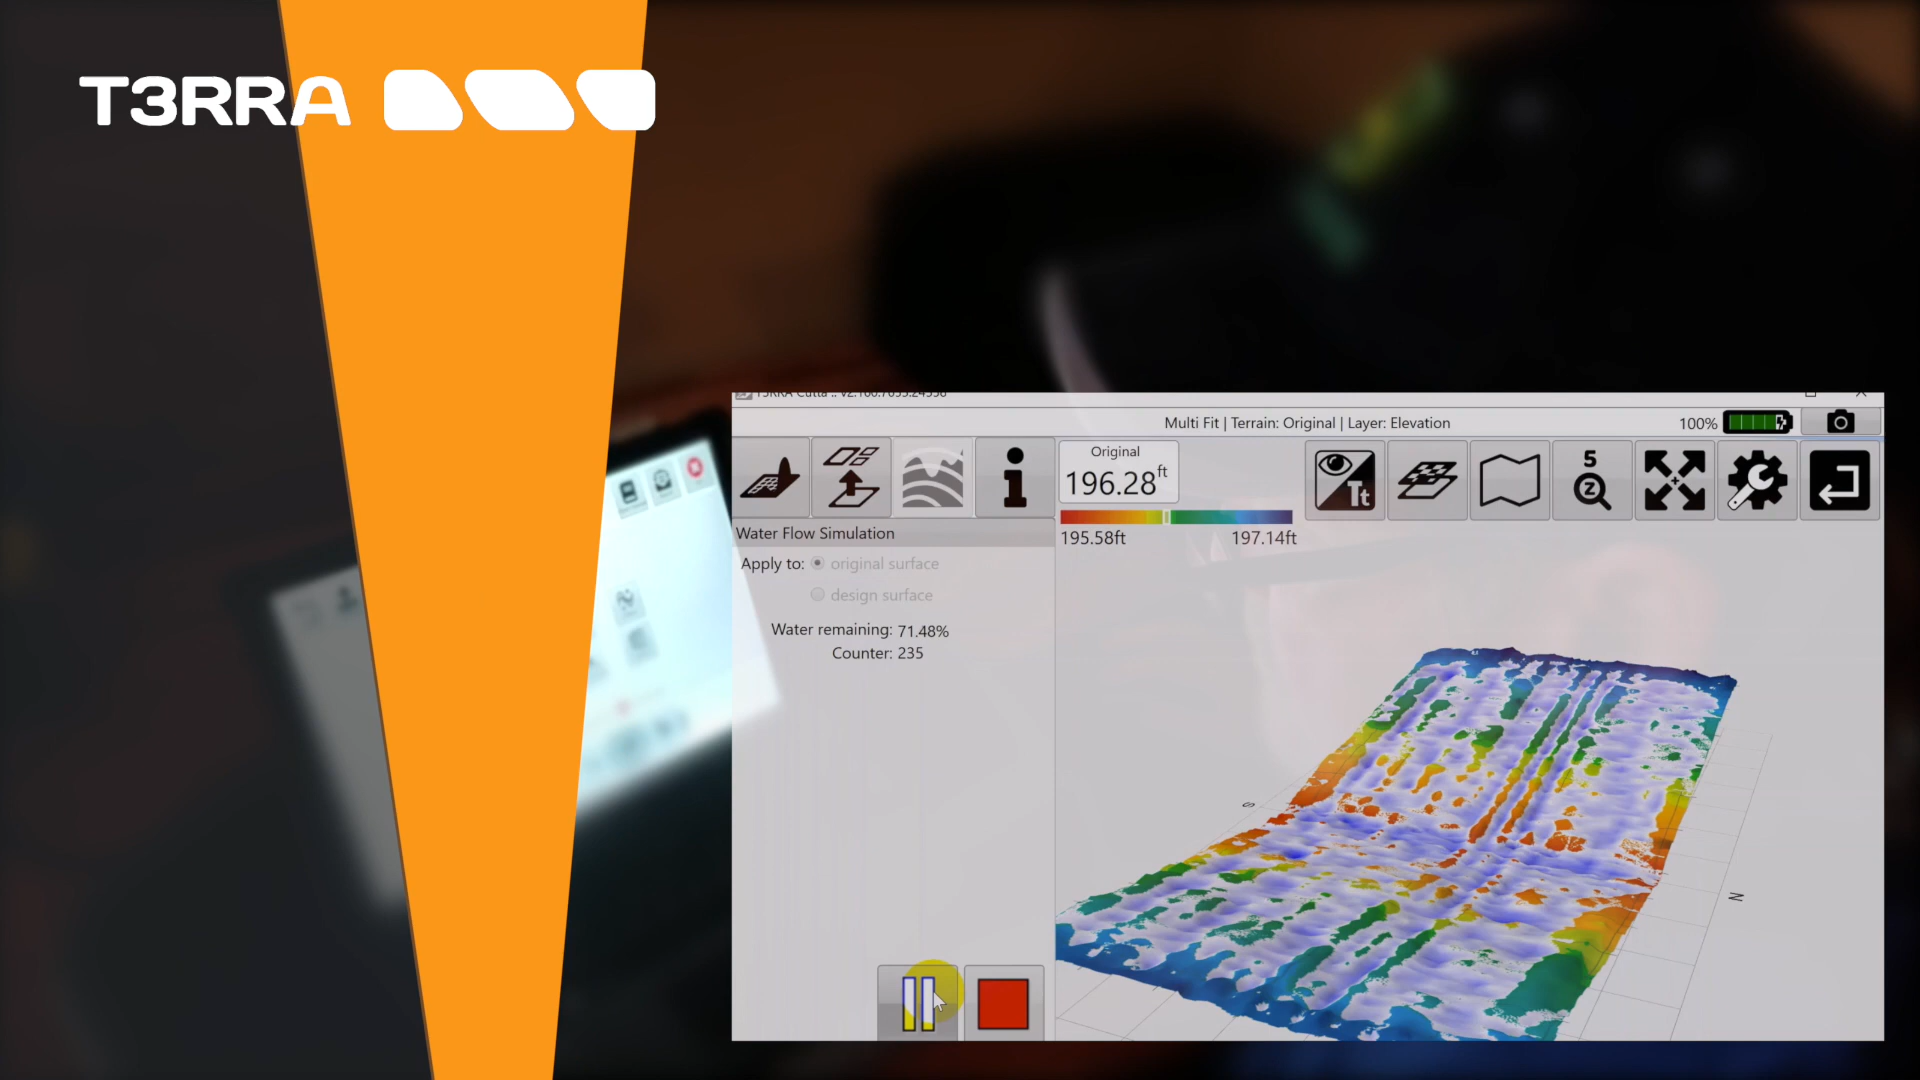 T3RRA
Multi Fit | Terrain: Original | Layer: Elevation
100%
Original
196.28ft
195.58ft
197.14ft
Tt
5
Z
Water Flow Simulation
Apply to: original surface
design surface
Water remaining: 71.48%
Counter: 235
S
N